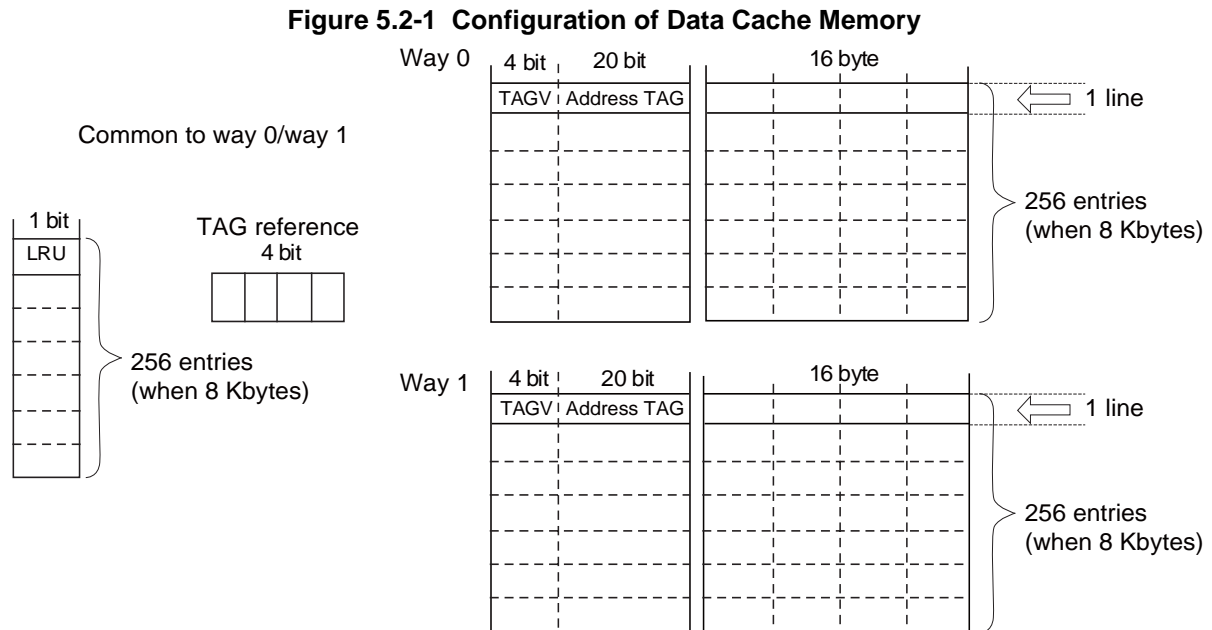 Figure 5.2-1 Configuration of Data Cache Memory
Way 0
4 bit
20 bit
16 byte
TAGV
Address TAG
1 line
Common to way 0/way 1
256 entries
(when 8 Kbytes)
1 bit
LRU
TAG reference
4 bit
256 entries
(when 8 Kbytes)
Way 1
4 bit
20 bit
16 byte
TAGV
Address TAG
1 line
256 entries
(when 8 Kbytes)